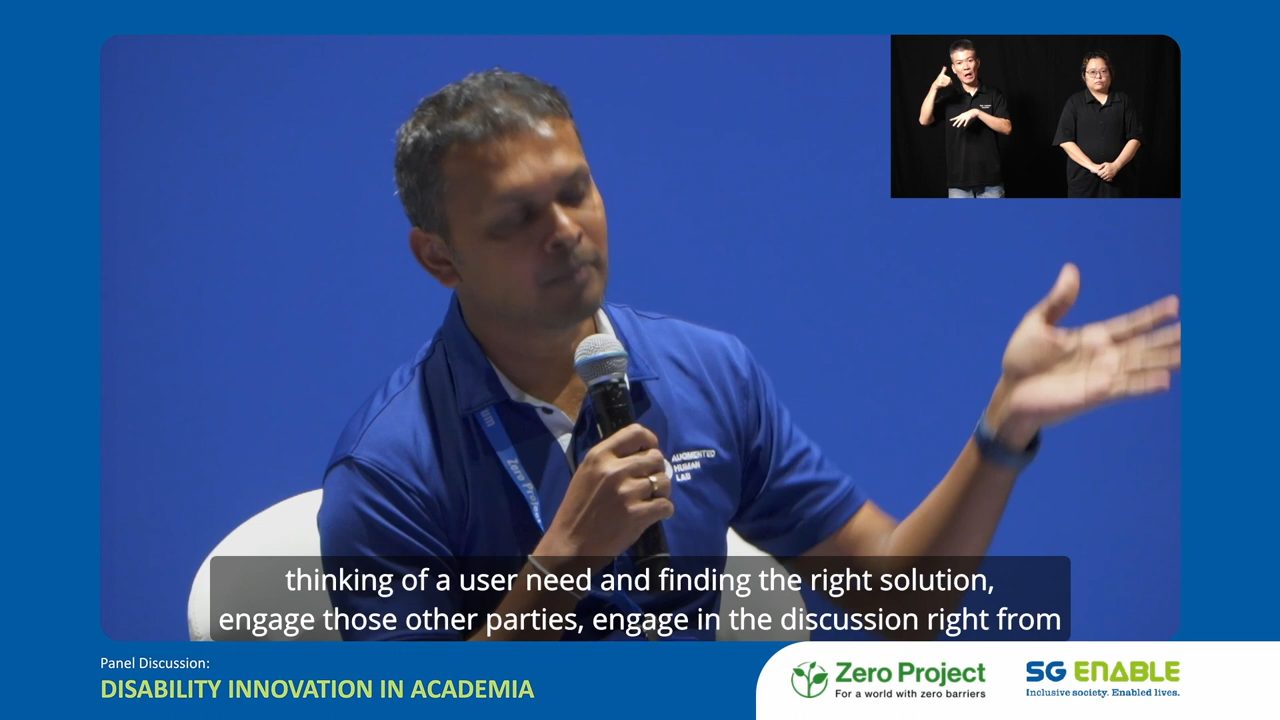 AUGMENTED
HUMAN
LAB
Zero Project
thinking of a user need and finding the right solution,
engage those other parties, engage in the discussion right from
Panel Discussion:
DISABILITY INNOVATION IN ACADEMIA
Zero Project
For a world with zero barriers
SG ENABLE
Inclusive society. Enabled lives.